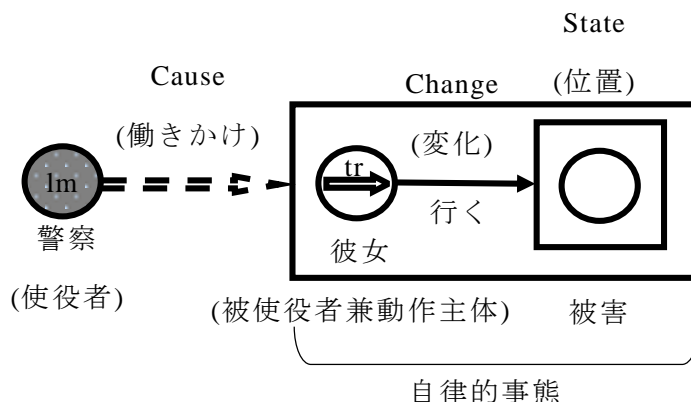 State
Cause
Change
(位置)
(働きかけ)
(変化)
lm
tr
行く
警察
彼女
(使役者)
(被使役者兼動作主体)
被害
自律的事態